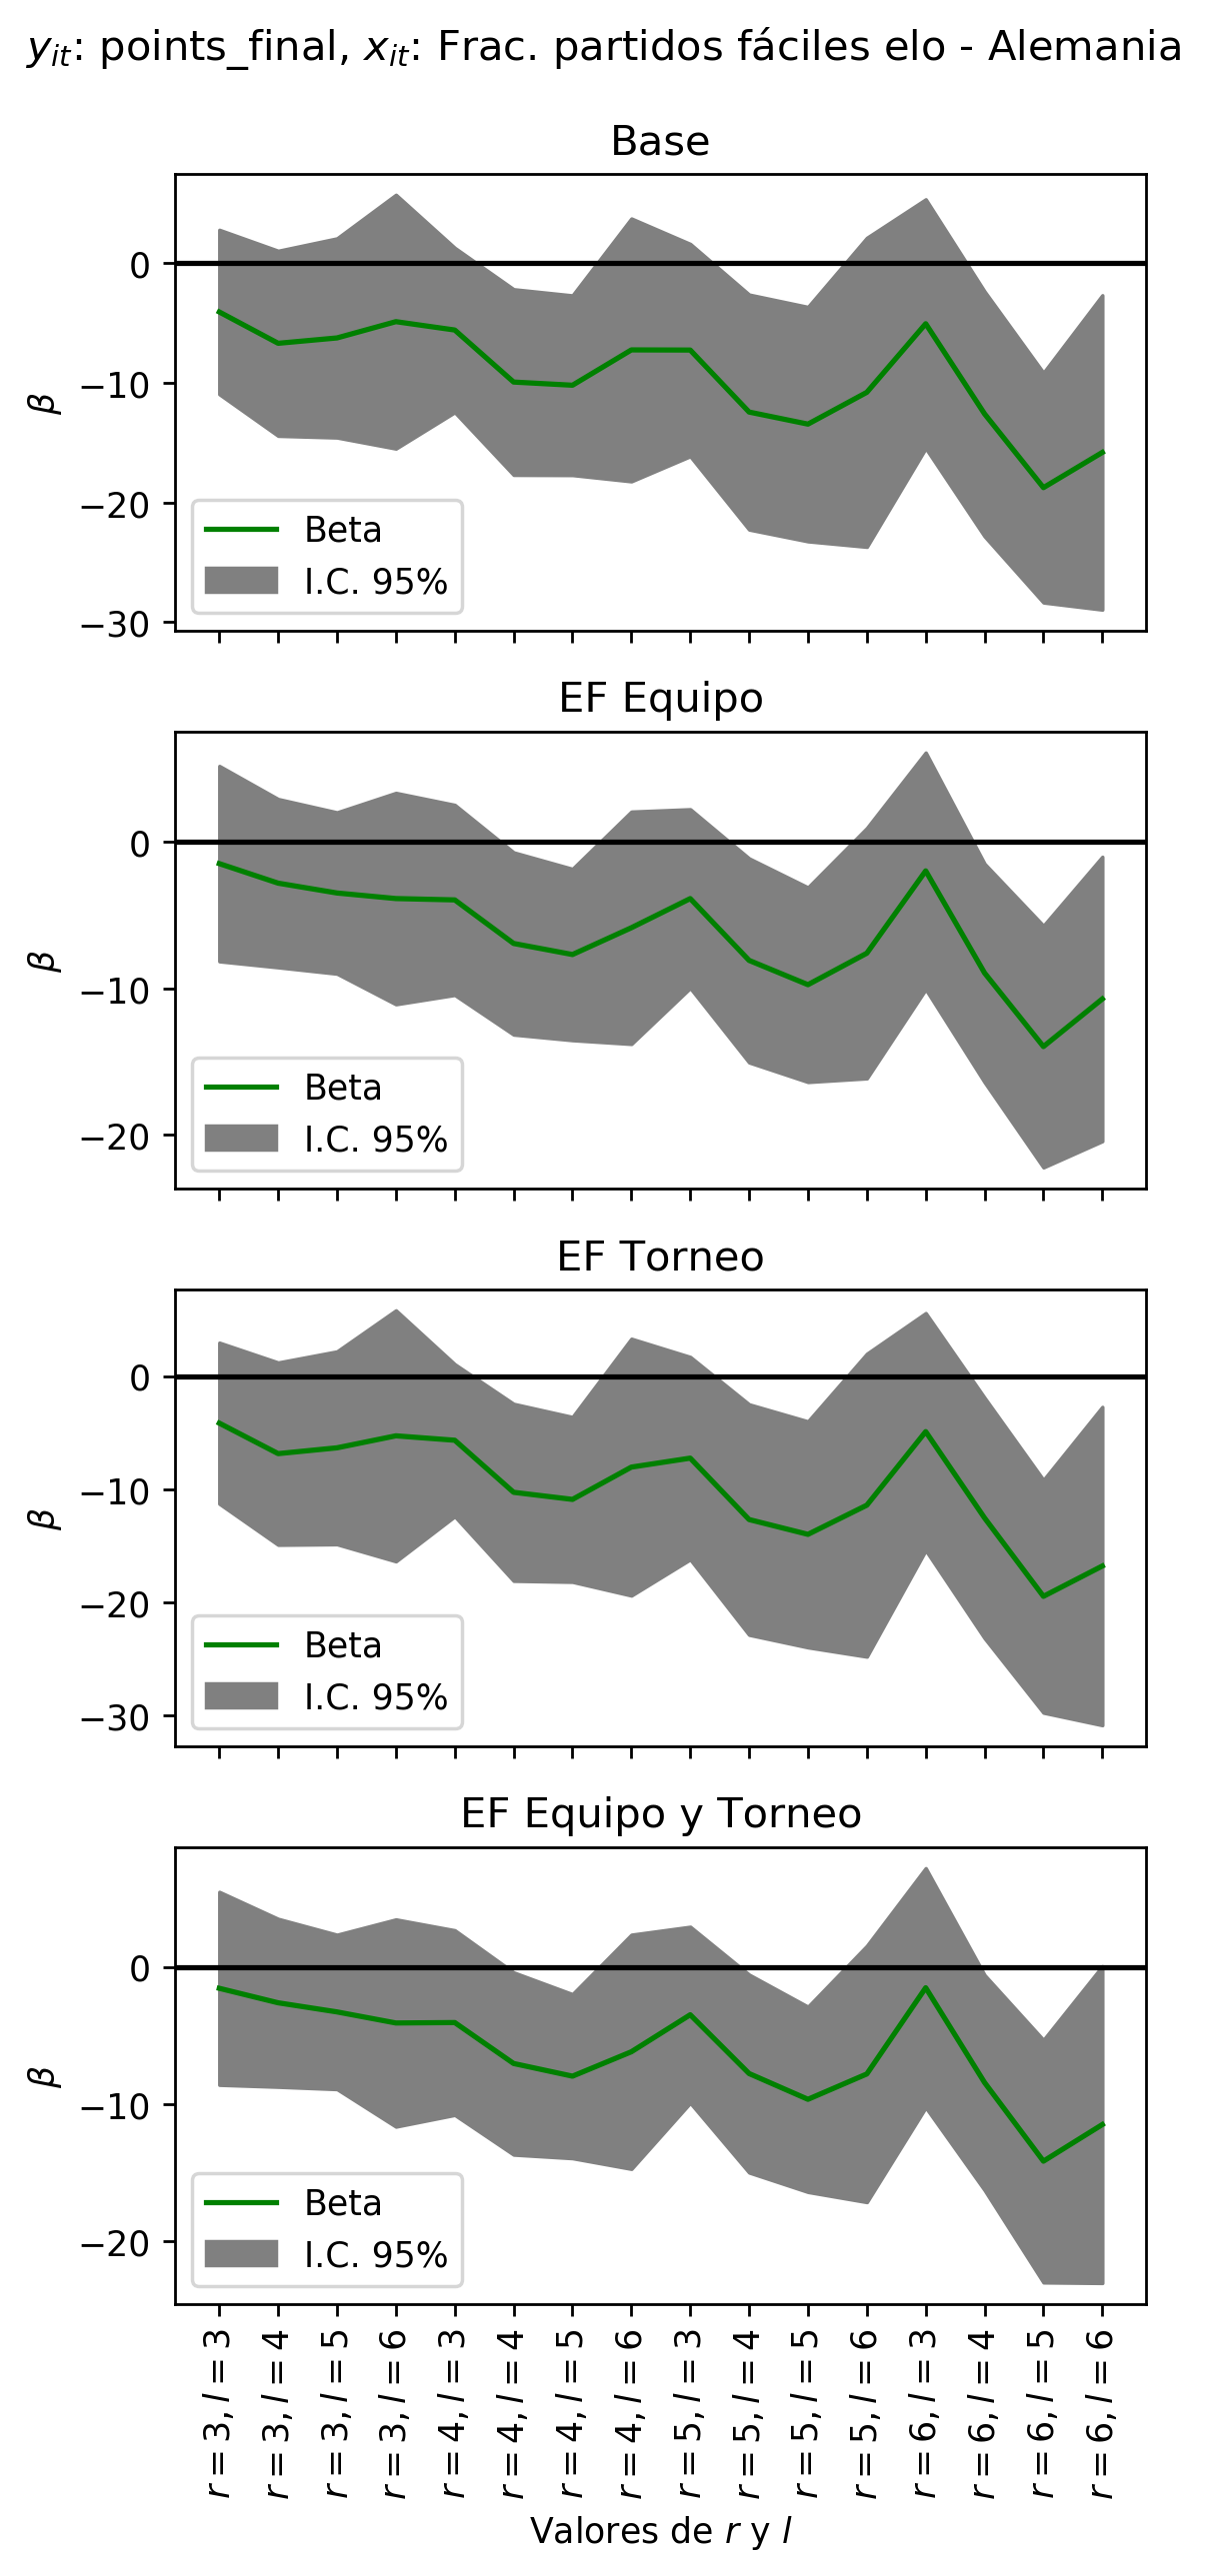 y_it: points_final, x_it: Frac. partidos fáciles elo - Alemania
Base
0
−10
−20
−30
β
Beta
I.C. 95%
EF Equipo
0
−10
−20
β
Beta
I.C. 95%
EF Torneo
0
−10
−20
−30
β
Beta
I.C. 95%
EF Equipo y Torneo
0
−10
−20
β
Beta
I.C. 95%
r = 3, l = 3
r = 3, l = 4
r = 3, l = 5
r = 3, l = 6
r = 4, l = 3
r = 4, l = 4
r = 4, l = 5
r = 4, l = 6
r = 5, l = 3
r = 5, l = 4
r = 5, l = 5
r = 5, l = 6
r = 6, l = 3
r = 6, l = 4
r = 6, l = 5
r = 6, l = 6
Valores de r y l